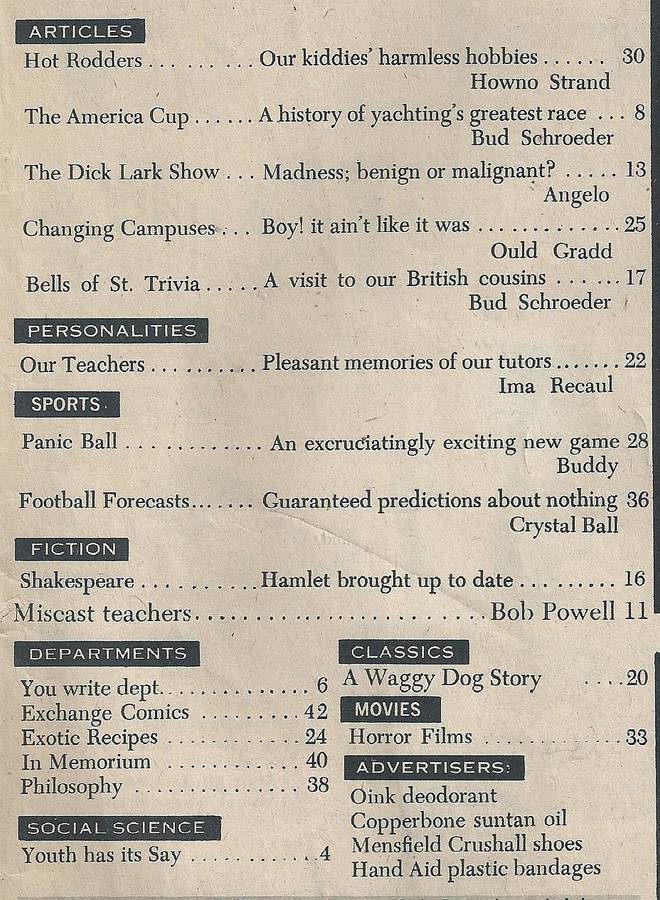 ARTICLES
Hot Rodders . . . . . . . . . Our kiddies' harmless hobbies . . . . . . 30
Howno Strand
The America Cup . . . . . . A history of yachting's greatest race . . . 8
Bud Schroeder
The Dick Lark Show . . . Madness; benign or malignant? . . . . . 13
Angelo
Changing Campuses . . . Boy! it ain't like it was . . . . . . . . . . . . . 25
Ould Gradd
Bells of St. Trivia . . . . . A visit to our British cousins . . . . . . 17
Bud Schroeder
PERSONALITIES
Our Teachers . . . . . . . . . . Pleasant memories of our tutors . . . . . . . 22
Ima Recaul
SPORTS
Panic Ball . . . . . . . . . . . . An excruciatingly exciting new game 28
Buddy
Football Forecasts . . . . . . . Guaranteed predictions about nothing 36
Crystal Ball
FICTION
Shakespeare . . . . . . . . . . Hamlet brought up to date . . . . . . . . . 16
Miscast teachers . . . . . . . . . . . . . . . . . . . . . . . Bob Powell 11
DEPARTMENTS
You write dept. . . . . . . . . . . . . . 6
Exchange Comics . . . . . . . . . 42
Exotic Recipes . . . . . . . . . . . . 24
In Memorium . . . . . . . . . . . . 40
Philosophy . . . . . . . . . . . . . . 38
SOCIAL SCIENCE
Youth has its Say . . . . . . . . . . . 4
CLASSICS
A Waggy Dog Story . . . . 20
MOVIES
Horror Films . . . . . . . . . . . . 33
ADVERTISERS:
Oink deodorant
Copperbone suntan oil
Mensfield Crushall shoes
Hand Aid plastic bandages